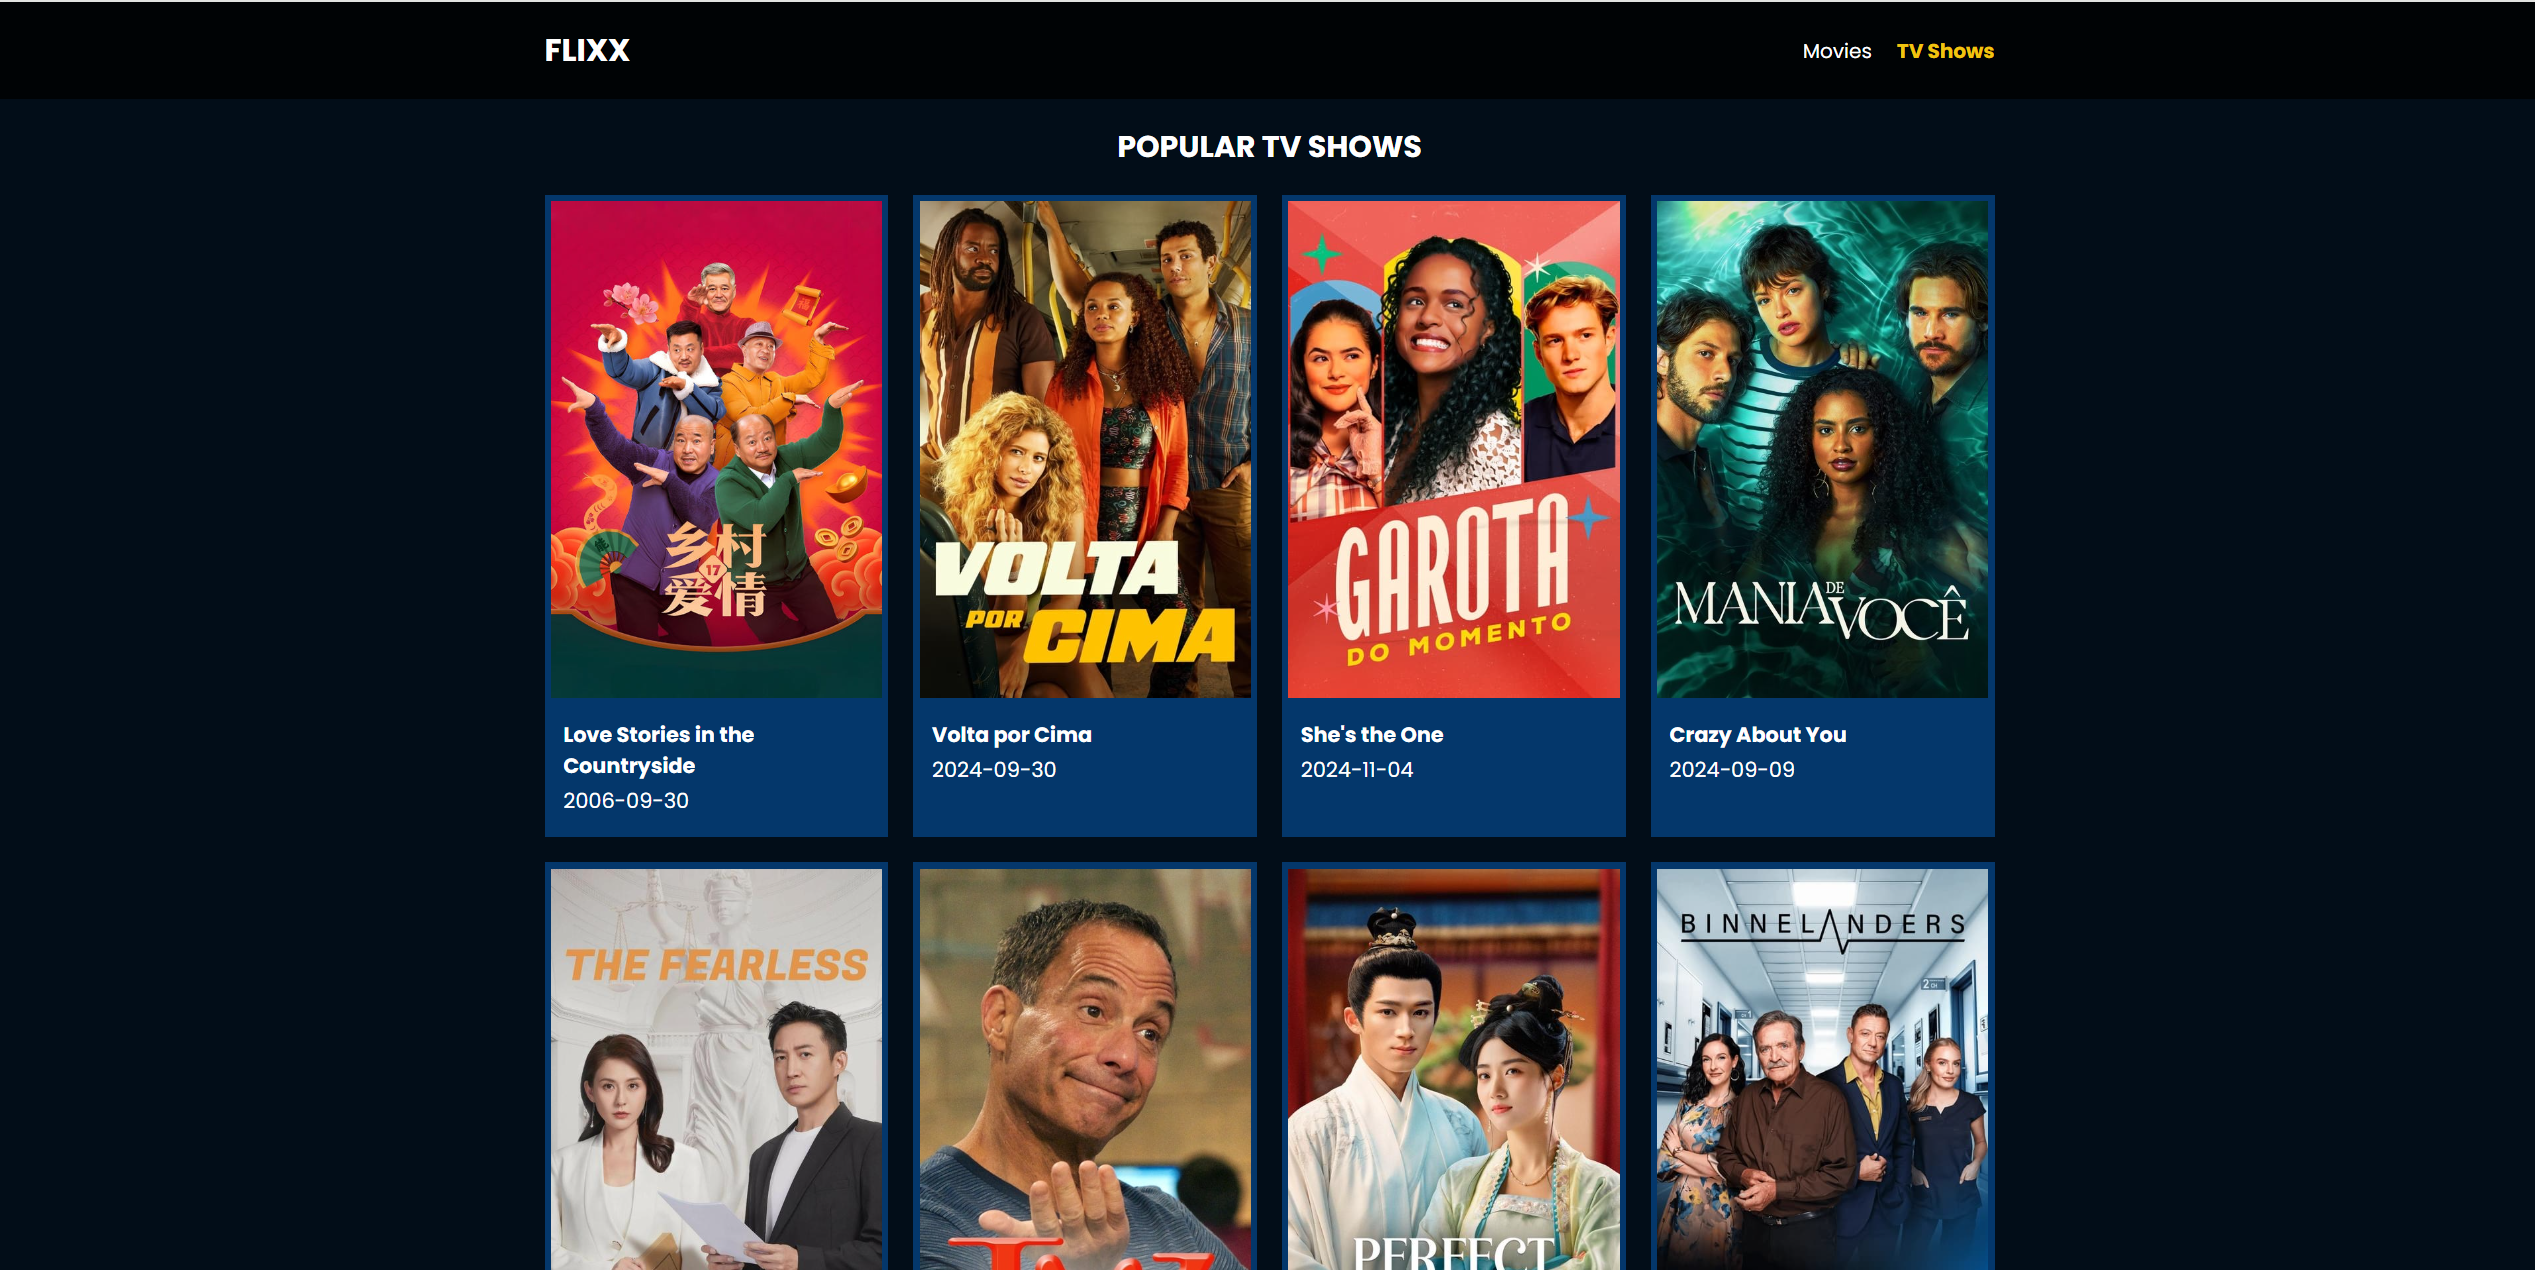 FLIXX
Movies TV Shows
POPULAR TV SHOWS
福
乡村
17
爱情
VOLTA
POR CIMA
GAROTA
DO MOMENTO
MANIA DE VOCÊ
Love Stories in the
Countryside
2006-09-30
Volta por Cima
2024-09-30
She's the One
2024-11-04
Crazy About You
2024-09-09
THE FEARLESS
PERFECT
BINNELANDERS